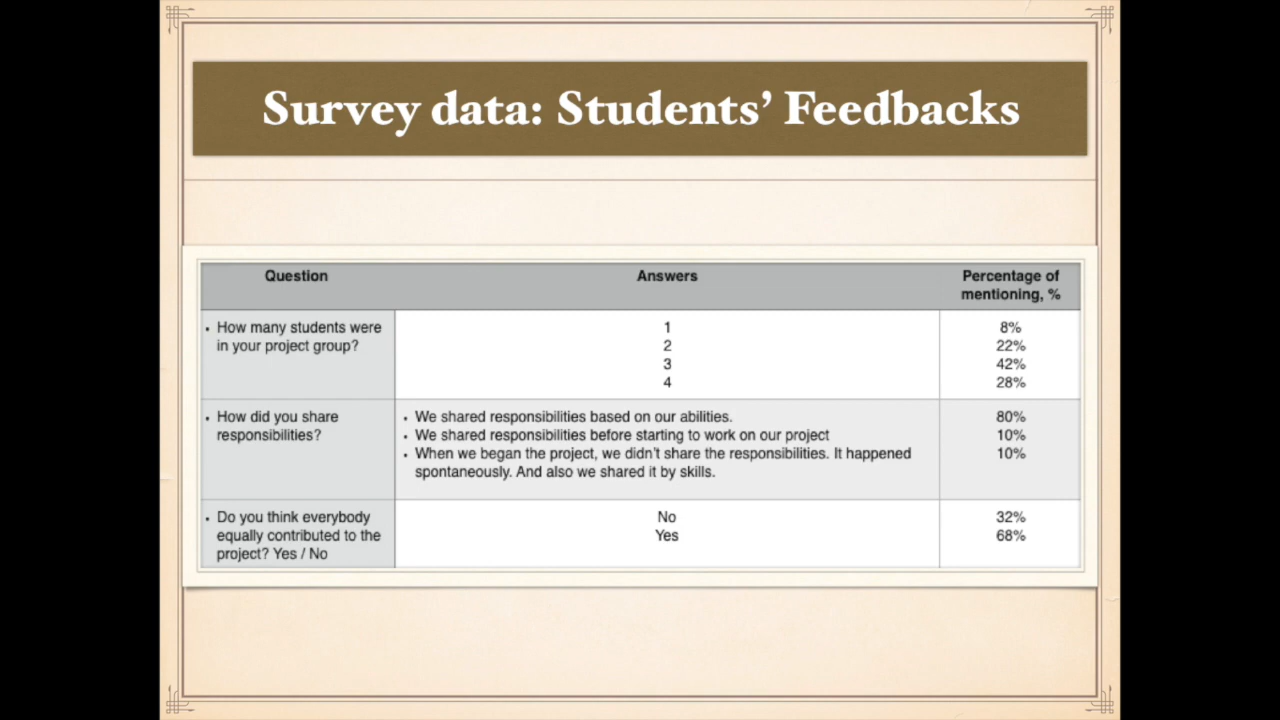 Survey data: Students’ Feedbacks
Question Answers Percentage of
mentioning, %
• How many students were
in your project group?
1 8%
2 22%
3 42%
4 28%
• How did you share
responsibilities?
• We shared responsibilities based on our abilities. 80%
• We shared responsibilities before starting to work on our project 10%
• When we began the project, we didn’t share the responsibilities. It happened 10%
spontaneously. And also we shared it by skills.
• Do you think everybody
equally contributed to the
project? Yes / No
No 32%
Yes 68%